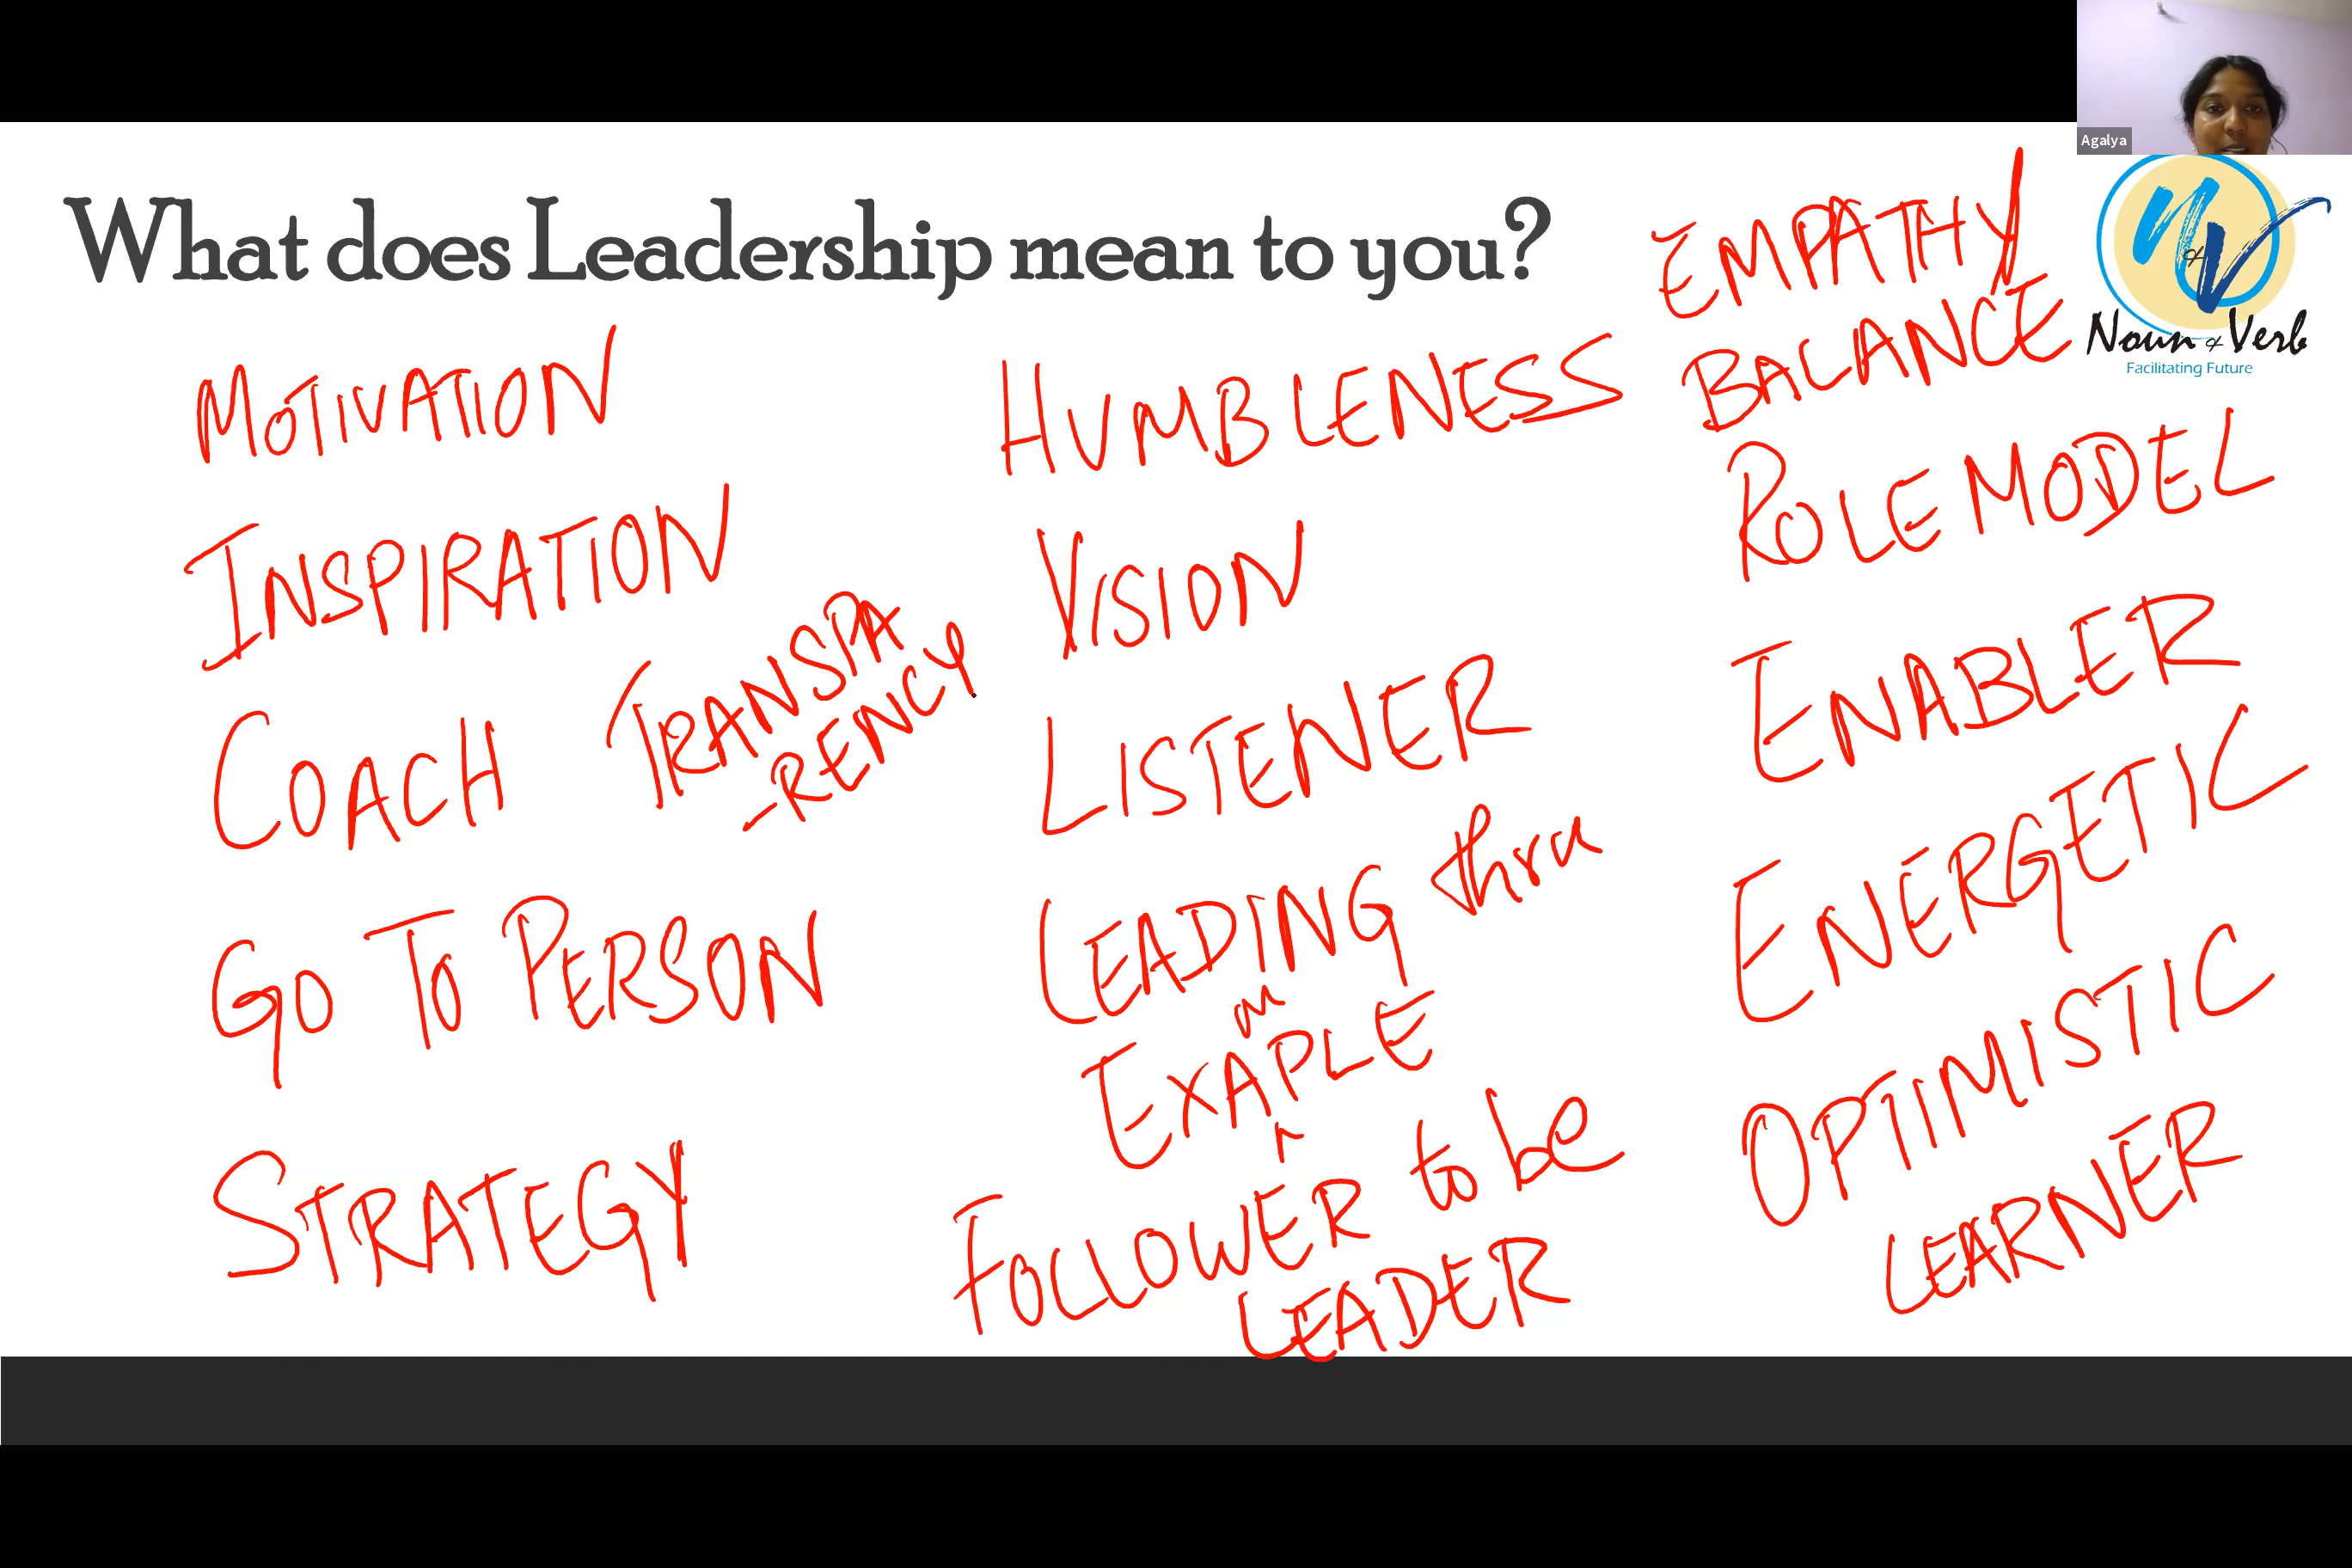 Agalya
What does Leadership mean to you?
N & V
Noun & Verb
Facilitating Future
MOTIVATION
INSPIRATION
COACH
TRANSPA
-RENCY
GO TO PERSON
STRATEGY
HUMBLENESS
VISION
LISTENER
LEADING thru
EXAMPLE
FOLLOWER to be
LEADER
EMPATHY
BALANCE
ROLE MODEL
ENABLER
ENERGETIC
OPTIMISTIC
LEARNER